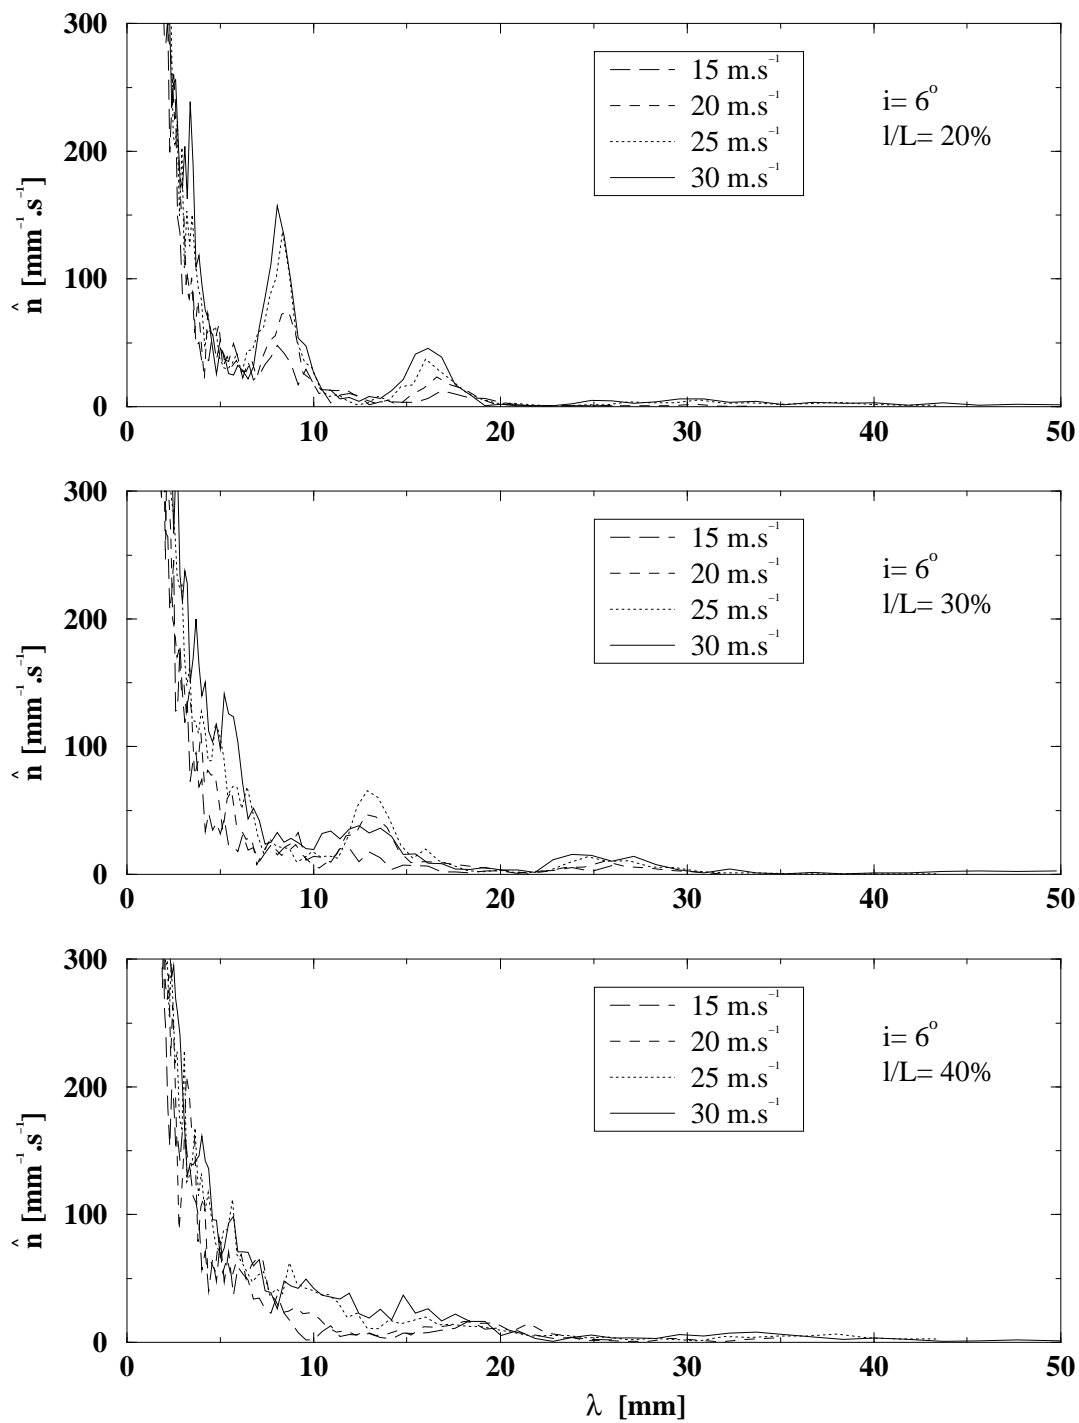 300
200
100
0
n̂ [mm⁻¹.s⁻¹]
15 m.s⁻¹
20 m.s⁻¹
25 m.s⁻¹
30 m.s⁻¹
i= 6°
l/L= 20%
0 10 20 30 40 50
300
200
100
0
n̂ [mm⁻¹.s⁻¹]
15 m.s⁻¹
20 m.s⁻¹
25 m.s⁻¹
30 m.s⁻¹
i= 6°
l/L= 30%
0 10 20 30 40 50
300
200
100
0
n̂ [mm⁻¹.s⁻¹]
15 m.s⁻¹
20 m.s⁻¹
25 m.s⁻¹
30 m.s⁻¹
i= 6°
l/L= 40%
0 10 20 30 40 50
λ [mm]